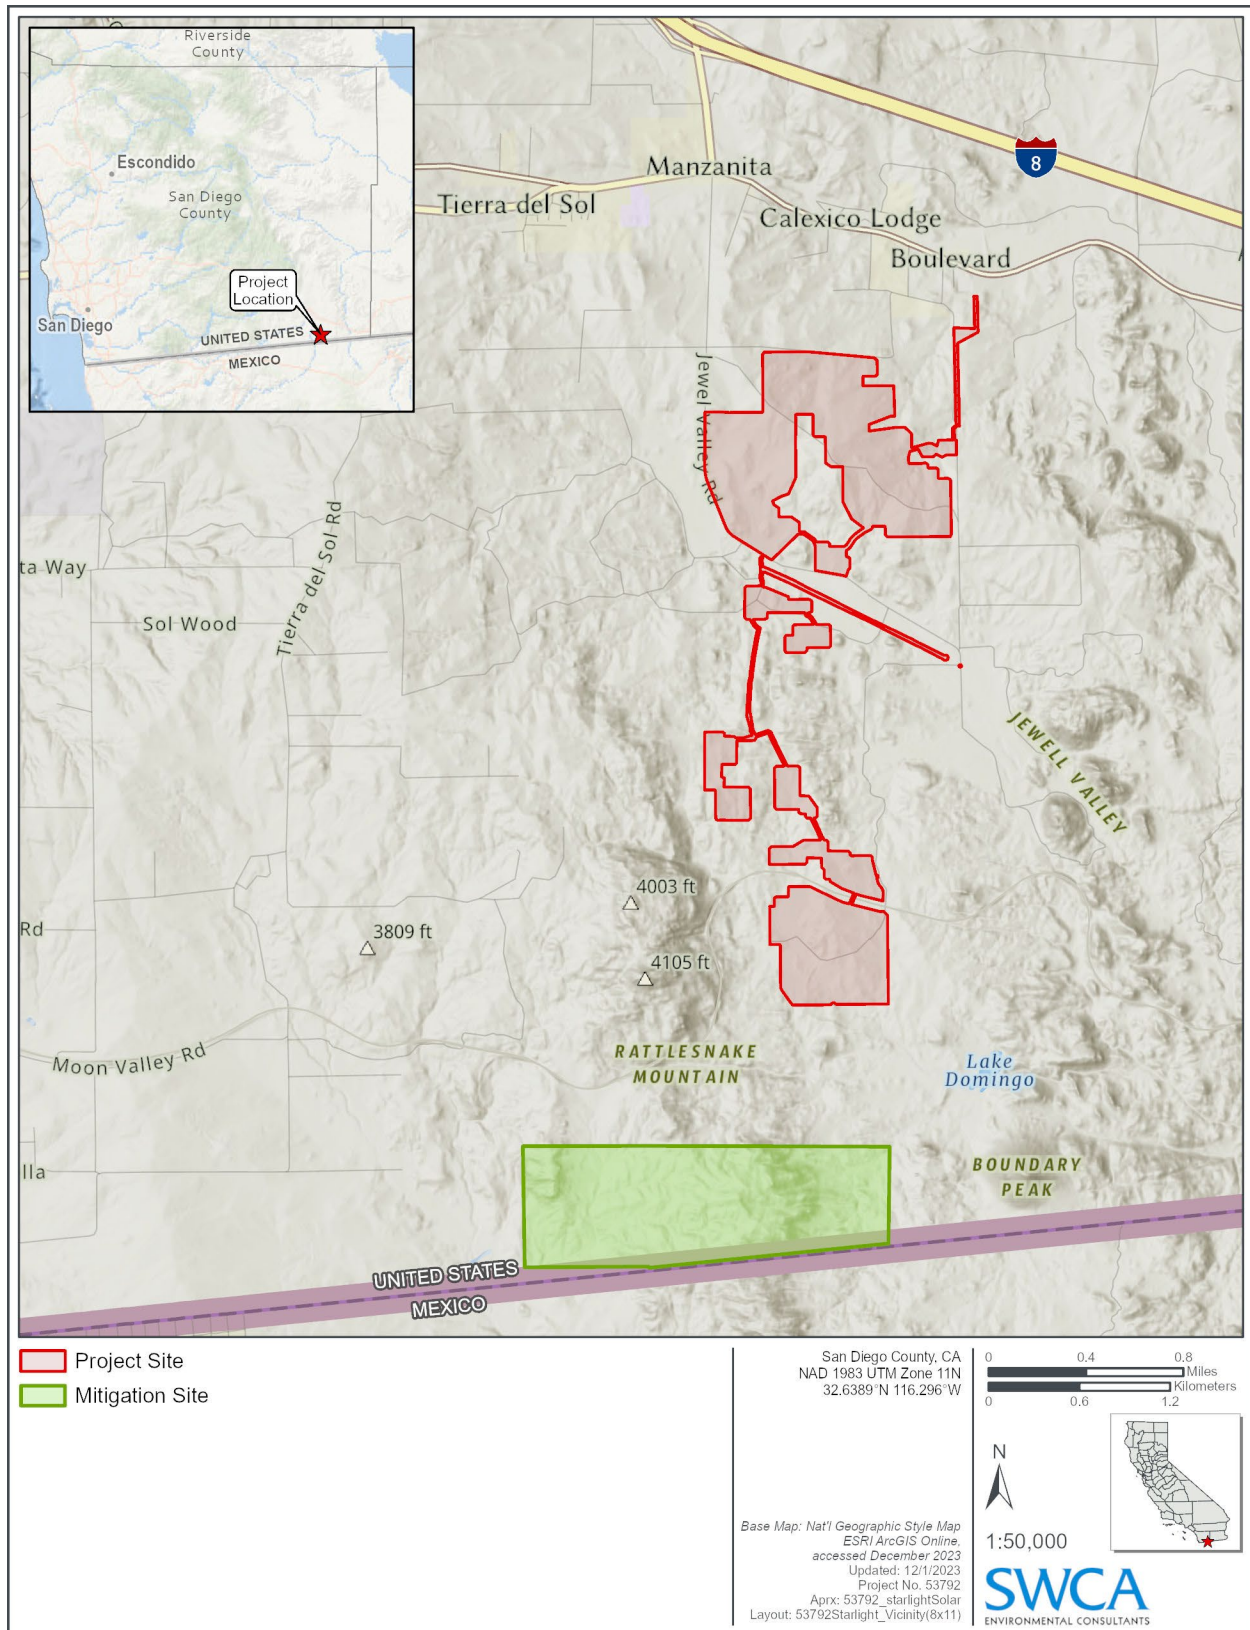 Riverside
County
Escondido
San Diego
County
Project
Location
San Diego
UNITED STATES
MEXICO
8
Manzanita
Tierra del Sol
Calexico Lodge
Boulevard
Jewel Valley Rd
Tierra del Sol Rd
ta Way
Sol Wood
JEWELL VALLEY
4003 ft
3809 ft
4105 ft
Rd
Moon Valley Rd
RATTLESNAKE
MOUNTAIN
Lake
Domingo
BOUNDARY
PEAK
lla
UNITED STATES
MEXICO
Project Site
Mitigation Site
San Diego County, CA
NAD 1983 UTM Zone 11N
32.6389°N 116.296°W
Base Map: Nat'l Geographic Style Map
ESRI ArcGIS Online,
accessed December 2023
Updated: 12/1/2023
Project No. 53792
Aprx: 53792_starlightSolar
Layout: 53792Starlight_Vicinity(8x11)
0 0.4 0.8
Miles
Kilometers
0 0.6 1.2
N
1:50,000
SWCA
ENVIRONMENTAL CONSULTANTS